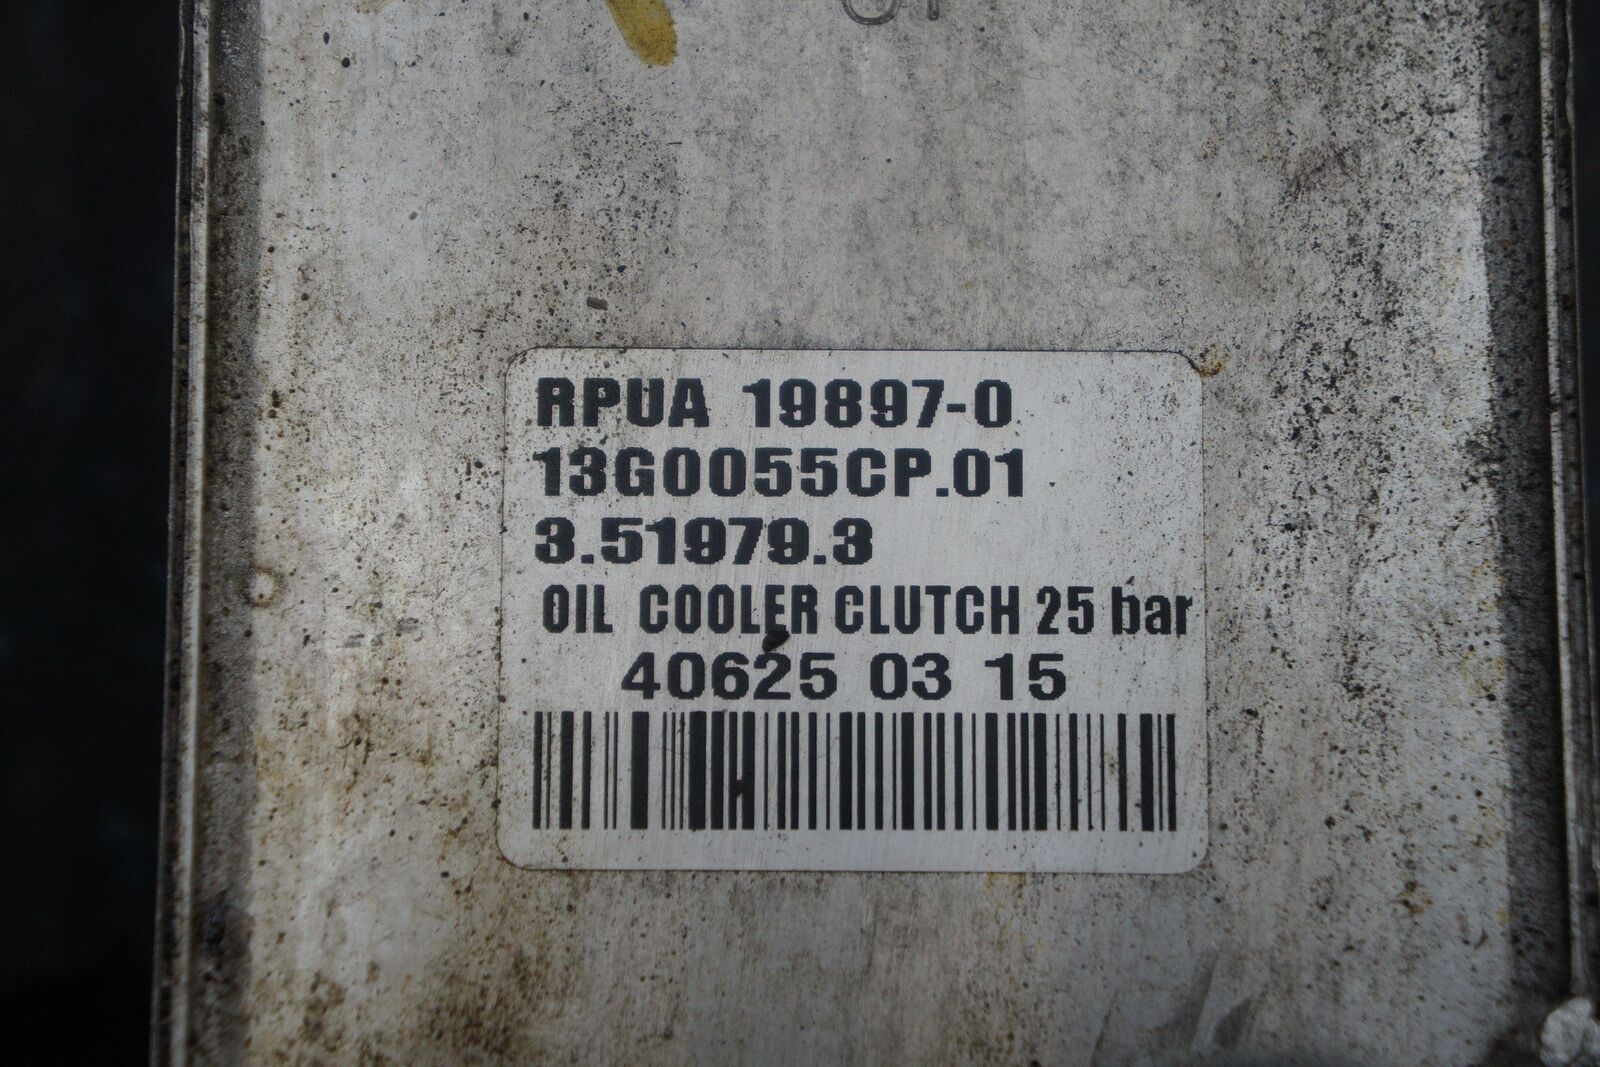 RPUA 19897-0
13G0055CP.01
3.51979.3
OIL COOLER CLUTCH 25 bar
40625 03 15